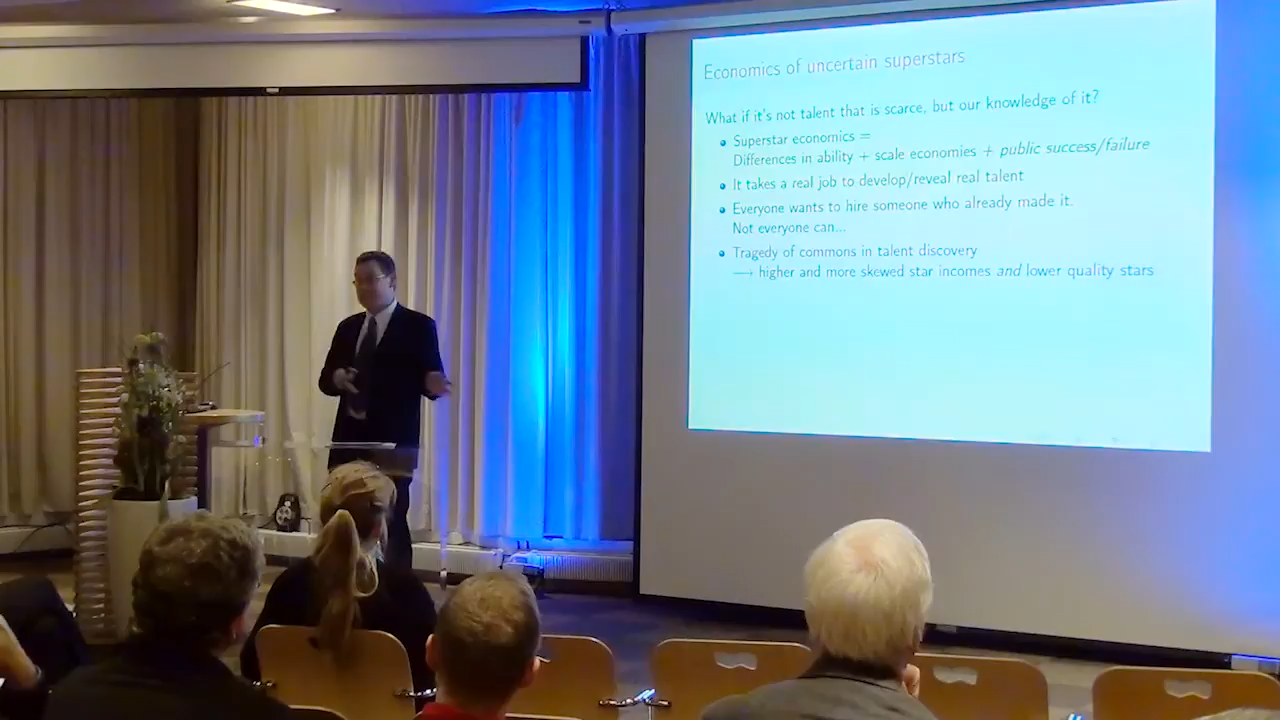 Economics of uncertain superstars
What if it's not talent that is scarce, but our knowledge of it?
Superstar economics =
Differences in ability + scale economies + public success/failure
It takes a real job to develop/reveal real talent
Everyone wants to hire someone who already made it.
Not everyone can...
Tragedy of commons in talent discovery
⟶ higher and more skewed star incomes and lower quality stars